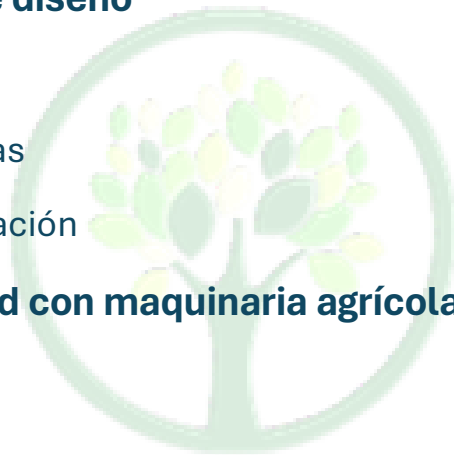 e diseño
as
ación
d con maquinaria agrícola